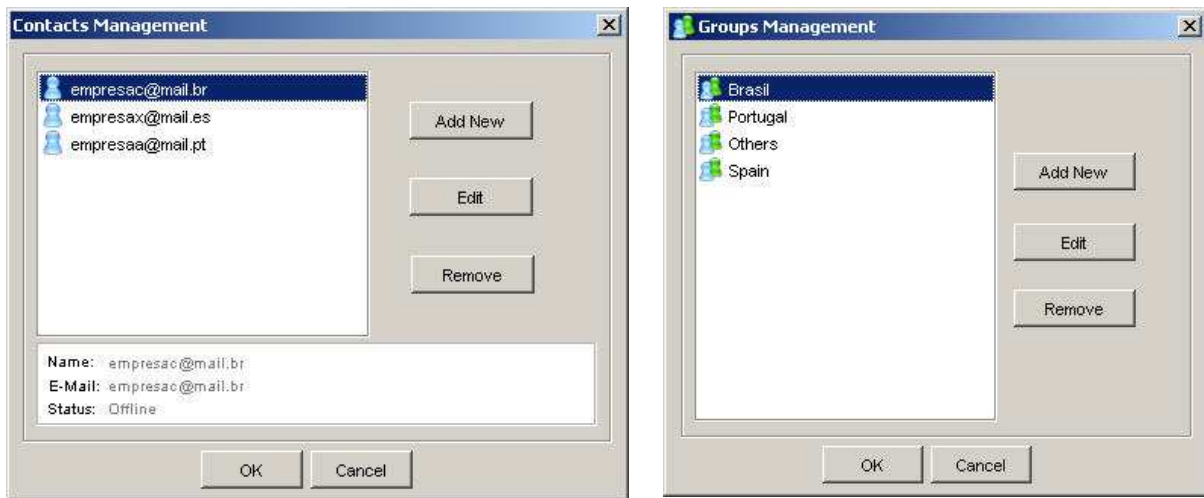 Contacts Management
empresac@mail.br
empresax@mail.es
empresaa@mail.pt
Add New
Edit
Remove
Name: empresac@mail.br
E-Mail: empresac@mail.br
Status: Offline
OK
Cancel
Groups Management
Brasil
Portugal
Others
Spain
Add New
Edit
Remove
OK
Cancel